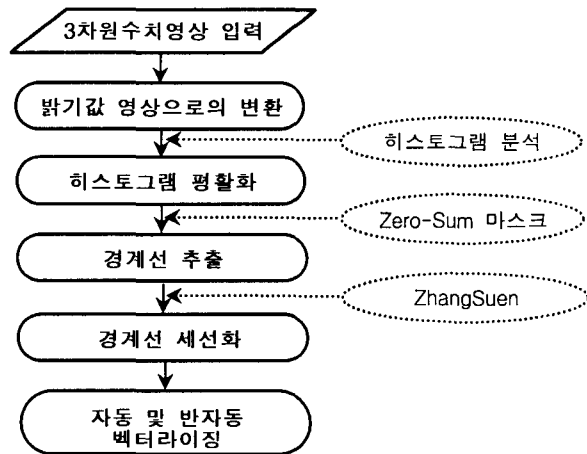 3차원수치영상 입력
밝기값 영상으로의 변환
히스토그램 분석
히스토그램 평활화
Zero-Sum 마스크
경계선 추출
ZhangSuen
경계선 세선화
자동 및 반자동
벡터라이징